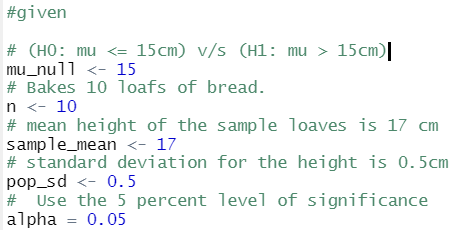 #given
# (H0: mu <= 15cm) v/s (H1: mu > 15cm)
mu_null <- 15
# Bakes 10 loafs of bread.
n <- 10
# mean height of the sample loaves is 17 cm
sample_mean <- 17
# standard deviation for the height is 0.5cm
pop_sd <- 0.5
#  Use the 5 percent level of significance
alpha = 0.05